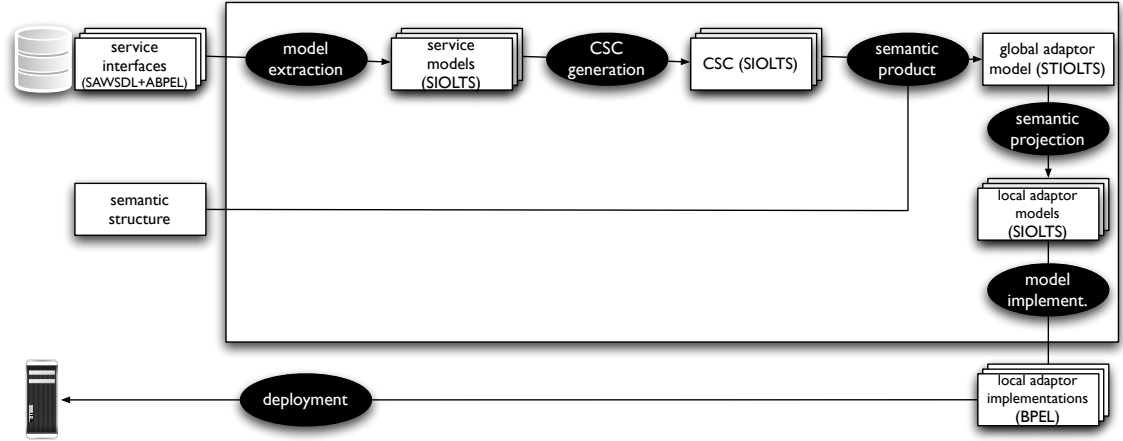 service
interfaces
(SAWSDL+ABPEL)
model
extraction
service
models
(SIOLTS)
CSC
generation
CSC (SIOLTS)
semantic
product
global adaptor
model (STIOLTS)
semantic
projection
semantic
structure
local adaptor
models
(SIOLTS)
model
implement.
local adaptor
implementations
(BPEL)
deployment